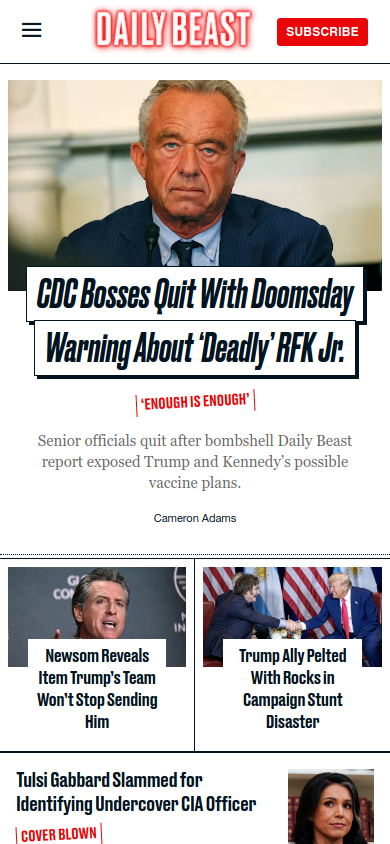 DAILY BEAST
SUBSCRIBE
CDC Bosses Quit With Doomsday
Warning About ‘Deadly’ RFK Jr.
‘ENOUGH IS ENOUGH’
Senior officials quit after bombshell Daily Beast
report exposed Trump and Kennedy’s possible
vaccine plans.
Cameron Adams
Newsom Reveals
Item Trump’s Team
Won’t Stop Sending
Him
Trump Ally Pelted
With Rocks in
Campaign Stunt
Disaster
Tulsi Gabbard Slammed for
Identifying Undercover CIA Officer
COVER BLOWN